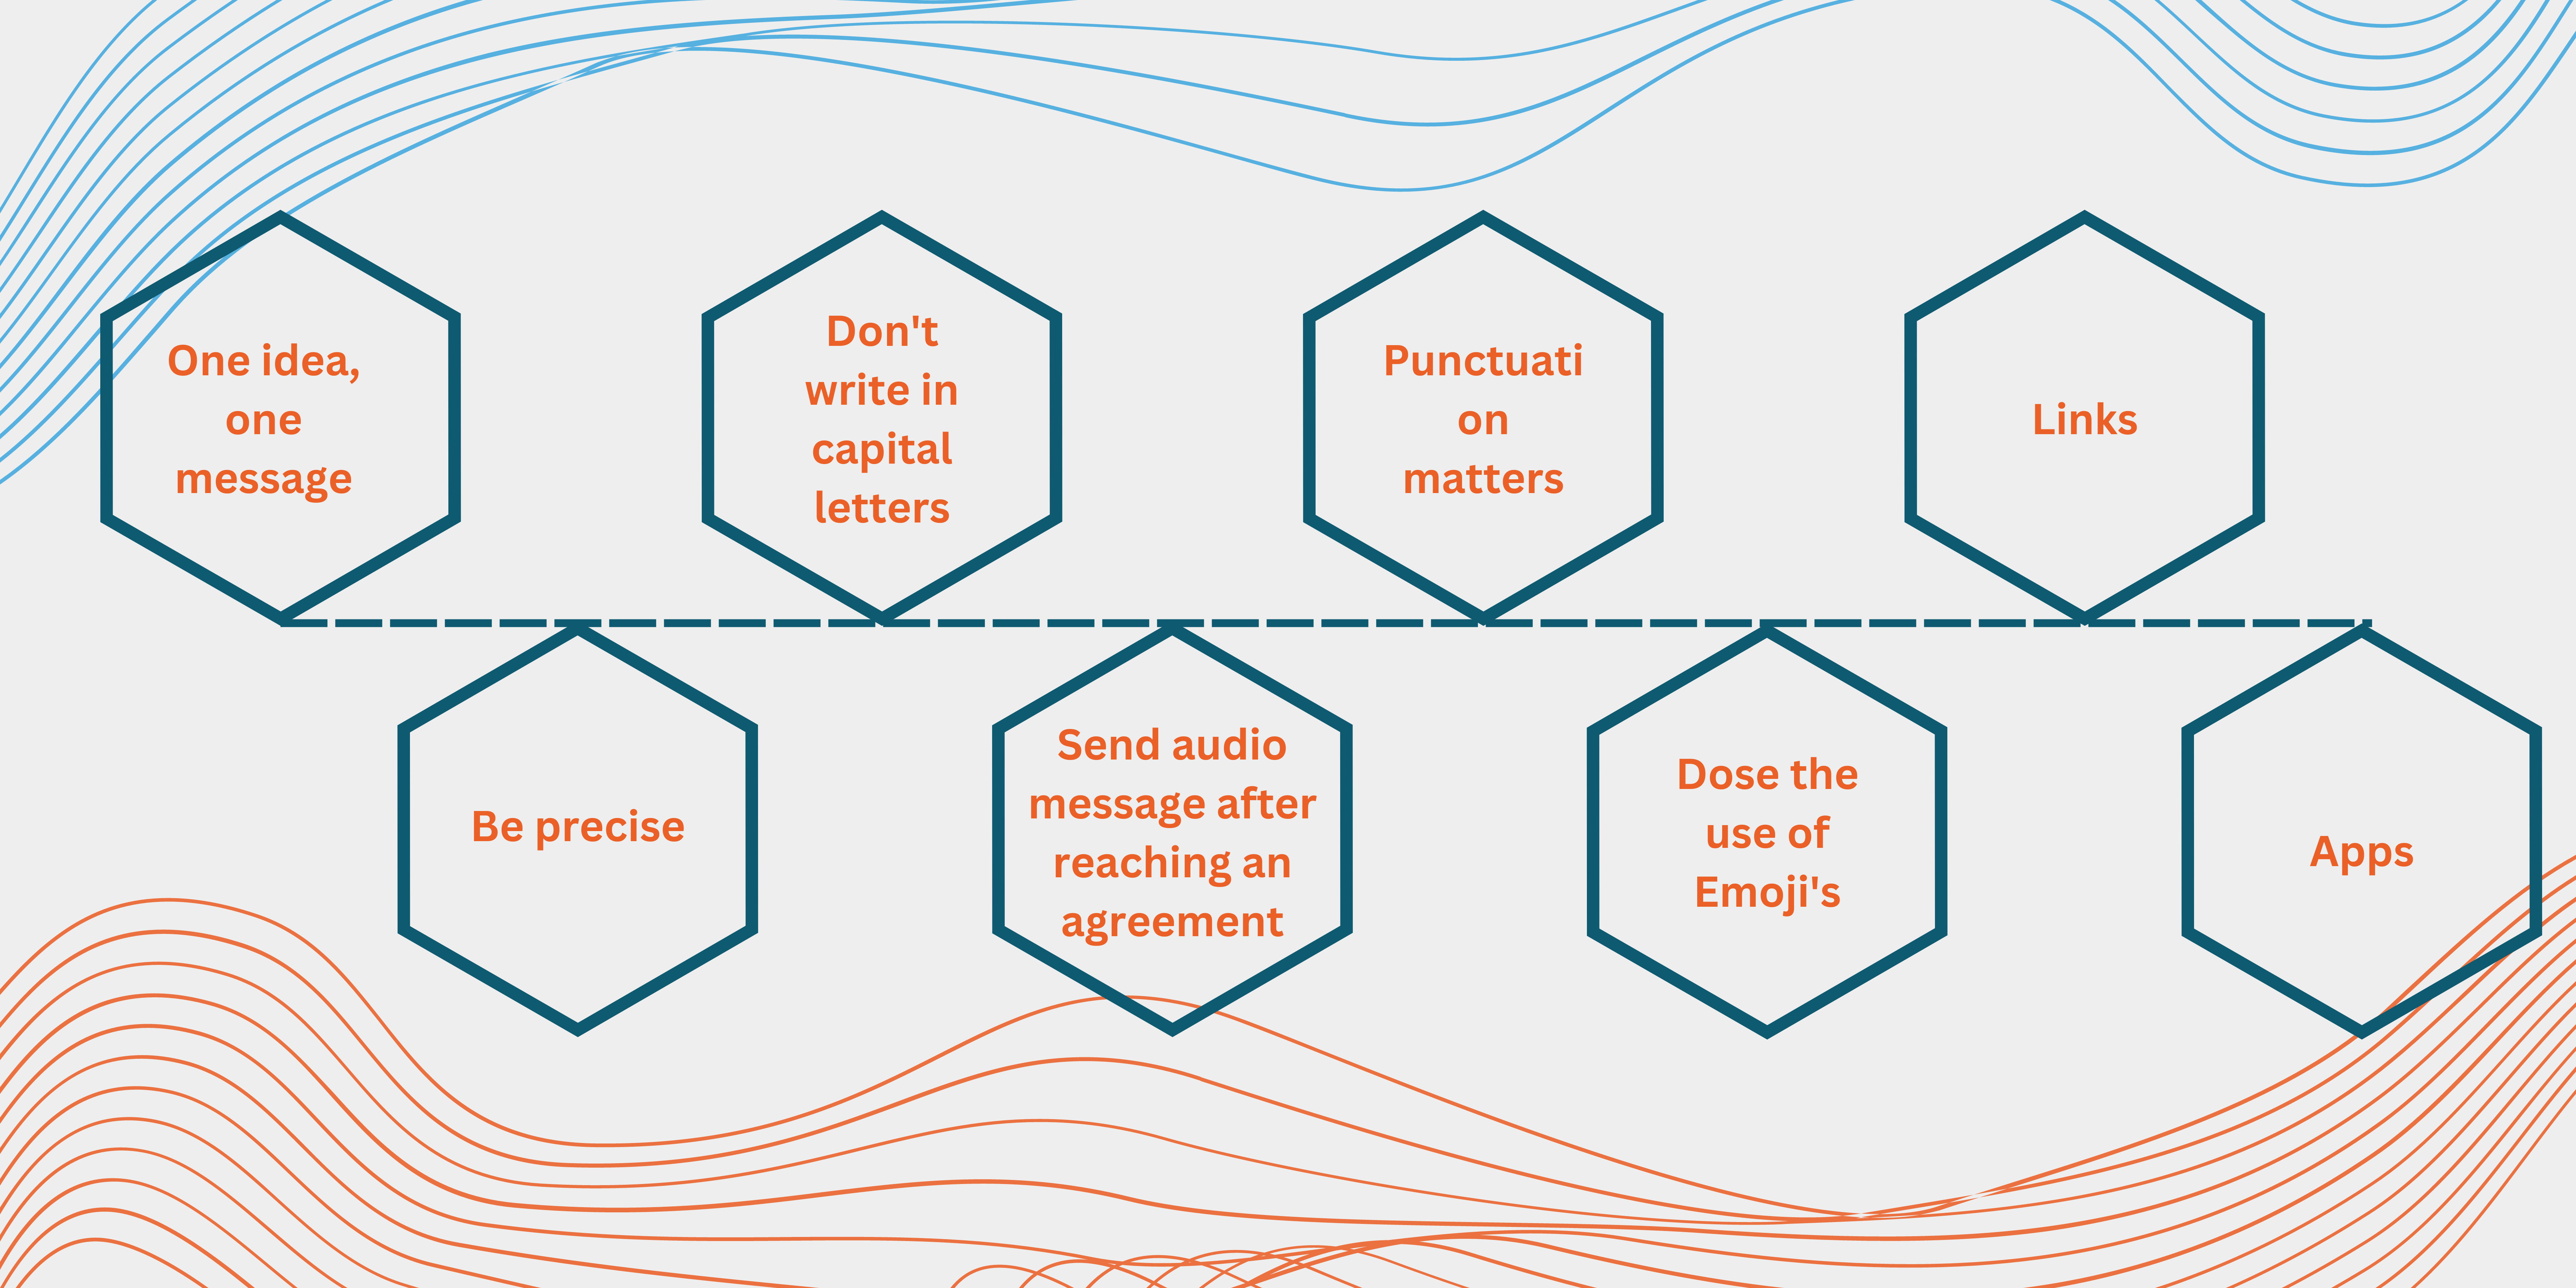 One idea,
one
message
Don't
write in
capital
letters
Punctuati
on
matters
Links
Be precise
Send audio
message after
reaching an
agreement
Dose the
use of
Emoji's
Apps